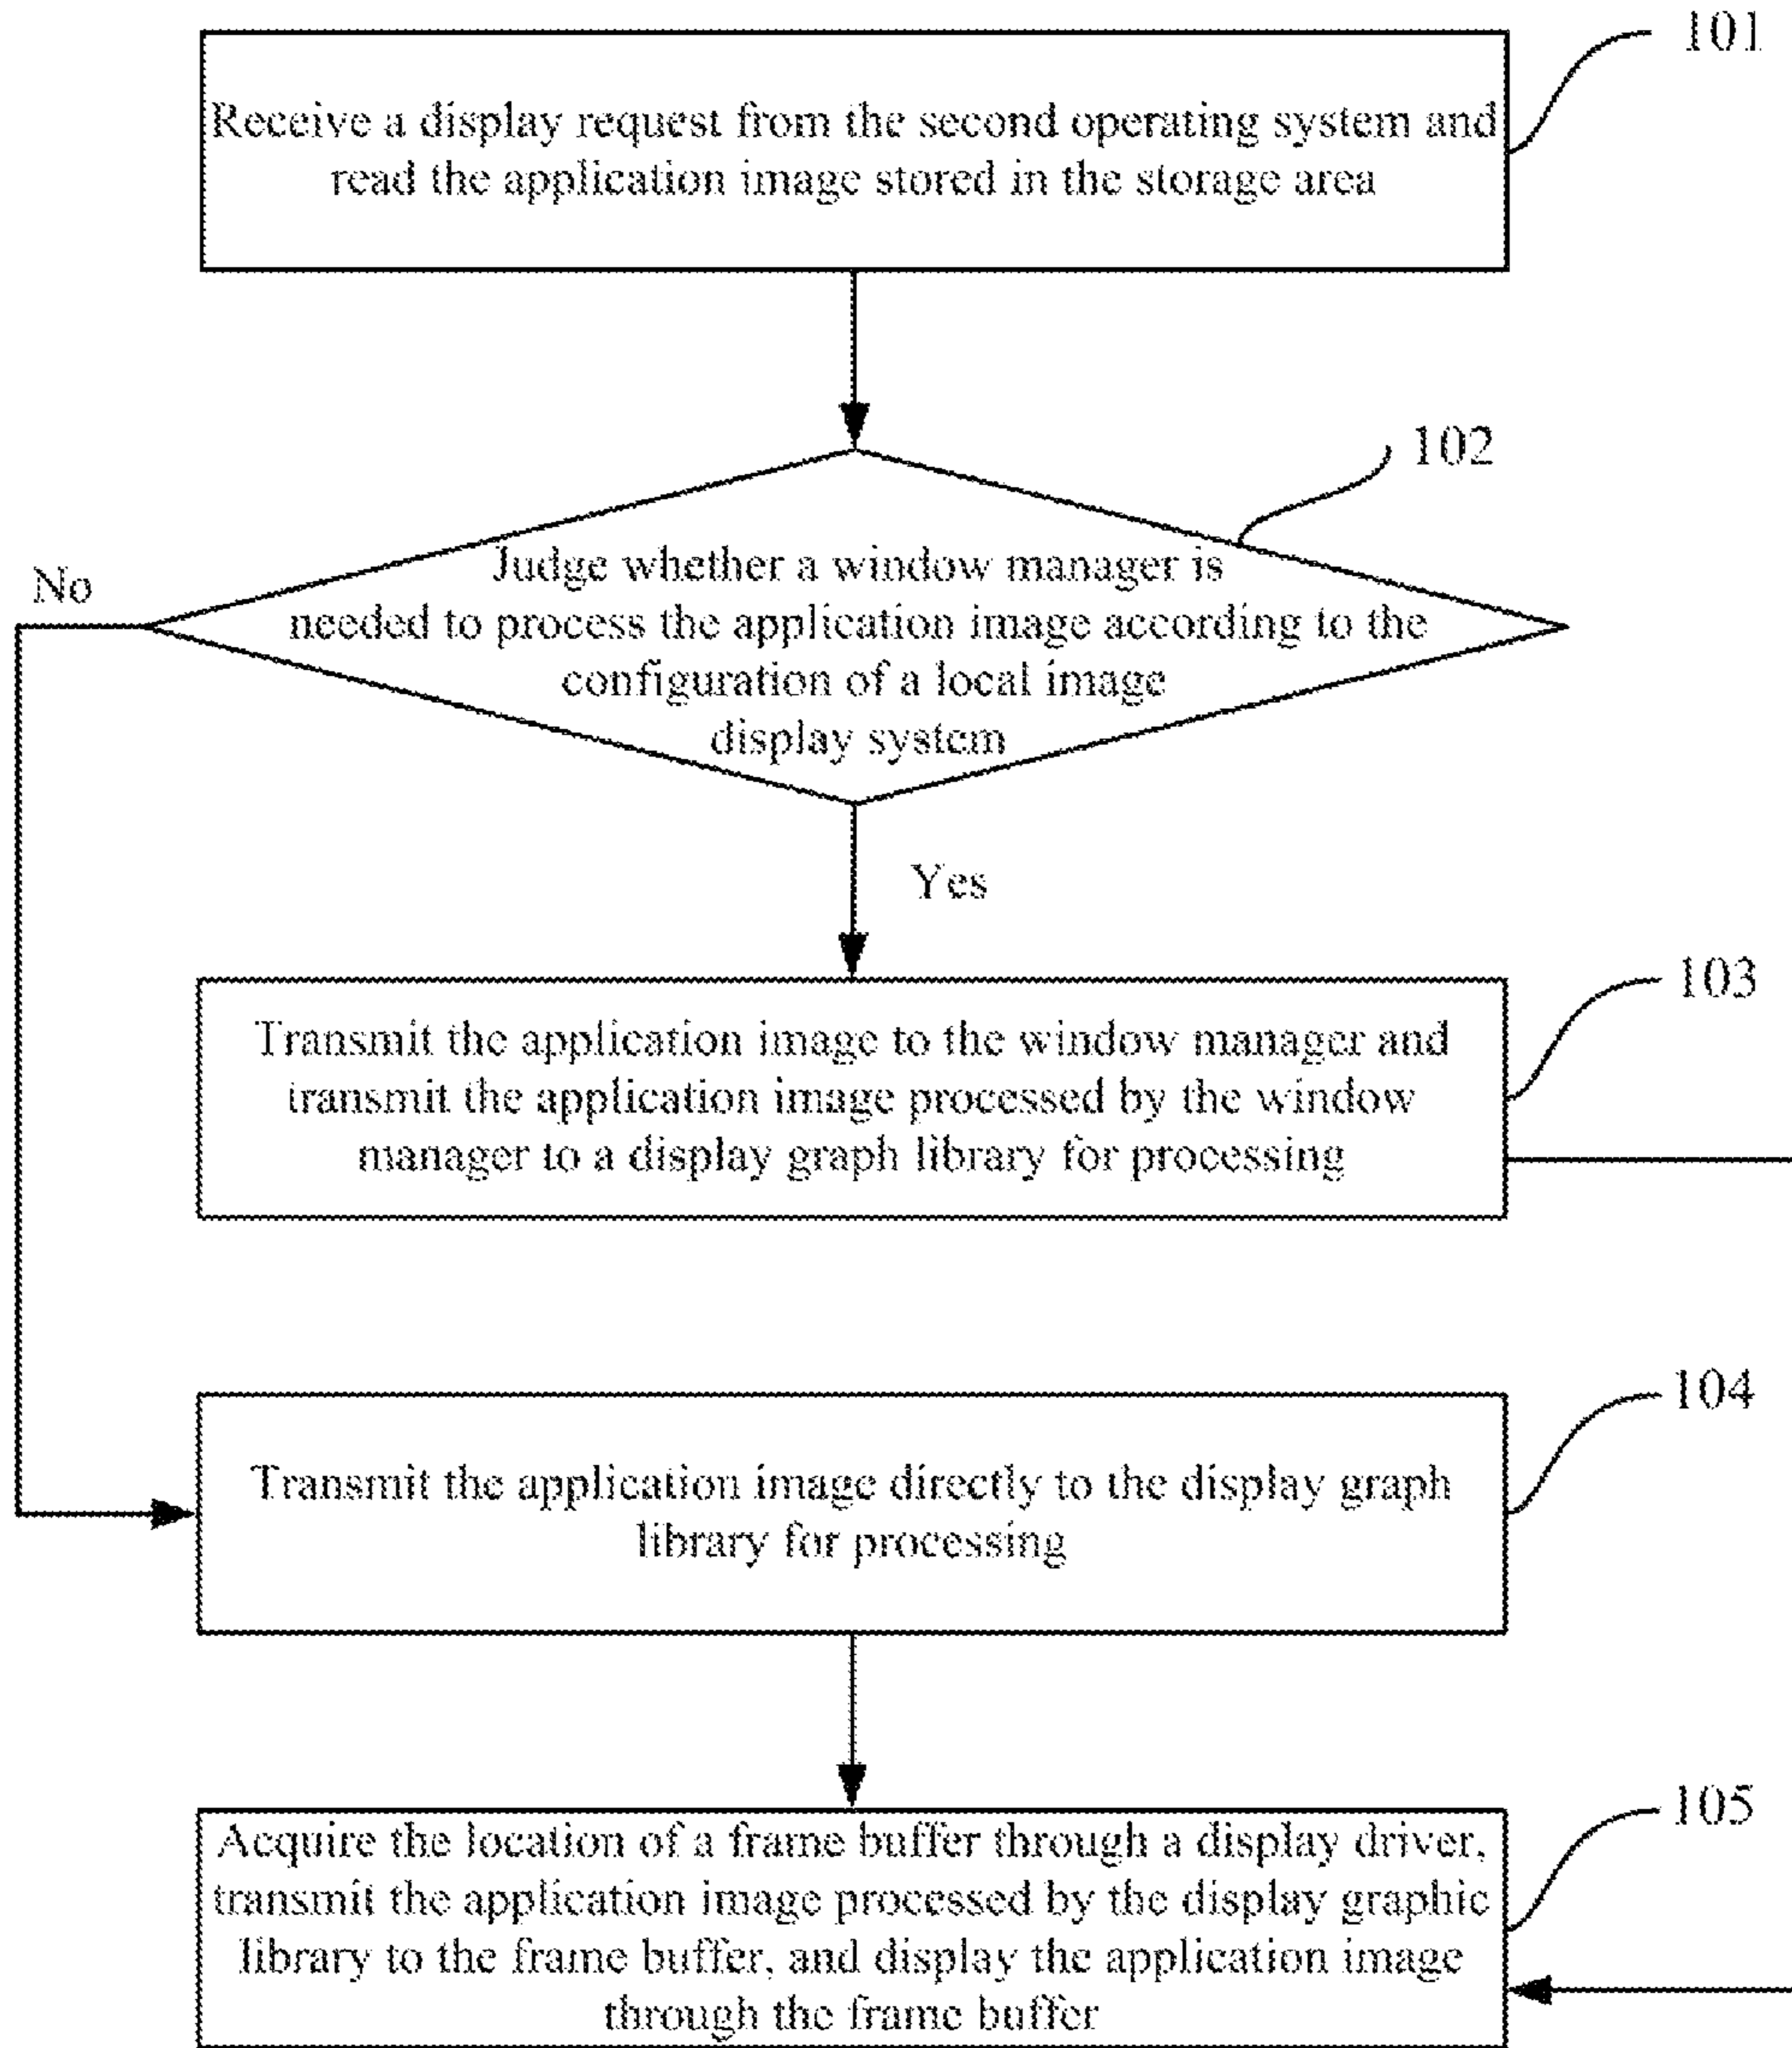 101
Receive a display request from the second operating system and
read the application image stored in the storage area
102
No
Judge whether a window manager is
needed to process the application image according to the
configuration of a local image
display system
Yes
103
Transmit the application image to the window manager and
transmit the application image processed by the window
manager to a display graph library for processing
104
Transmit the application image directly to the display graph
library for processing
105
Acquire the location of a frame buffer through a display driver,
transmit the application image processed by the display graphic
library to the frame buffer, and display the application image
through the frame buffer